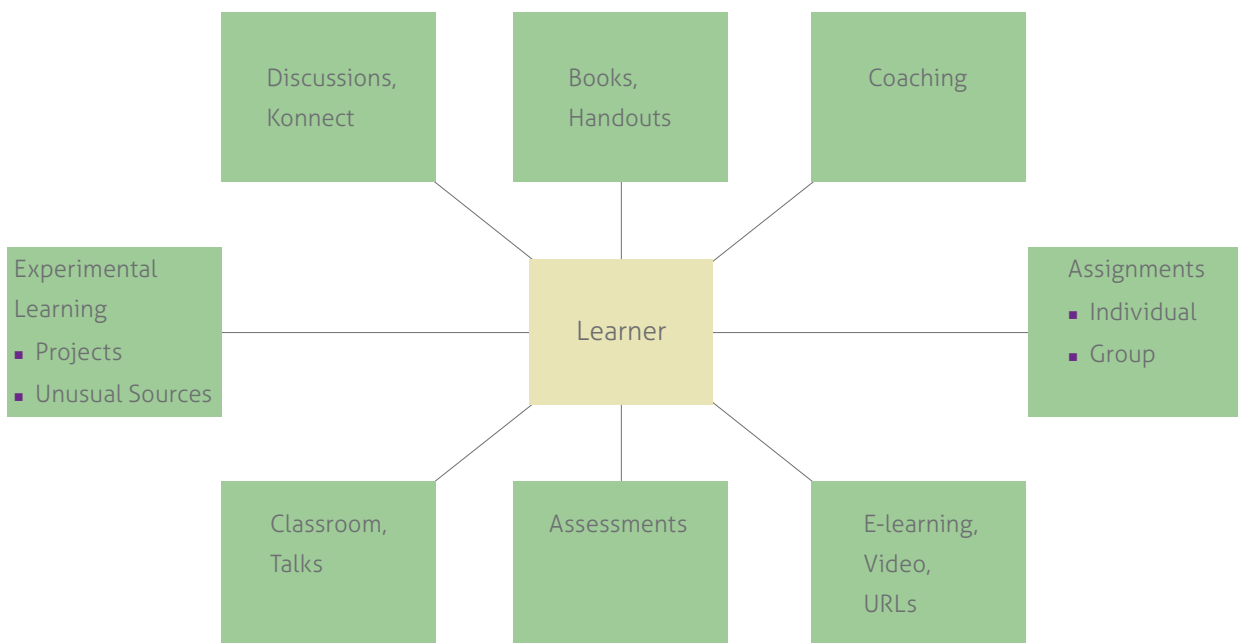 Discussions,
Konnect
Books,
Handouts
Coaching
Experimental
Learning
▪ Projects
▪ Unusual Sources
Learner
Assignments
▪ Individual
▪ Group
Classroom,
Talks
Assessments
E-learning,
Video,
URLs